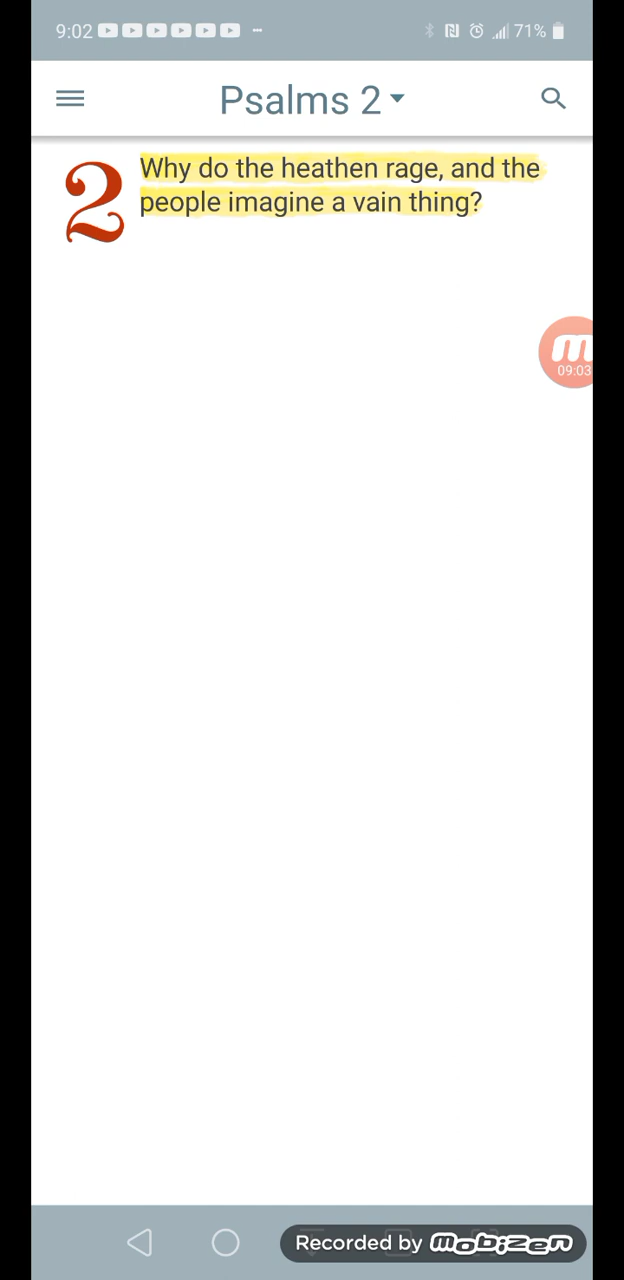 9:02
71%
Psalms 2
2 Why do the heathen rage, and the
people imagine a vain thing?
m
09:03
Recorded by mobizen